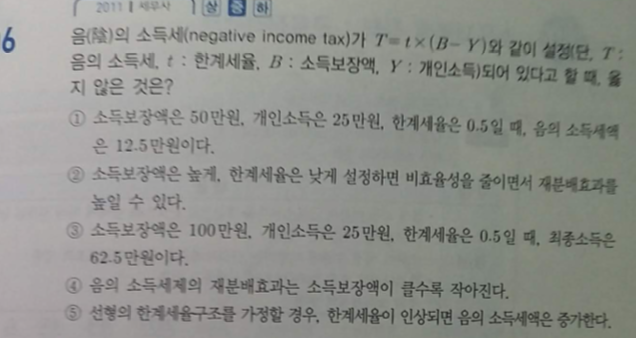 6
2011 세무사 상 중 하
음(陰)의 소득세(negative income tax)가 T=t×(B-Y)와 같이 설정(단, T :
음의 소득세, t : 한계세율, B : 소득보장액, Y : 개인소득)되어 있다고 할 때, 옳
지 않은 것은?
① 소득보장액은 50만원, 개인소득은 25만원, 한계세율은 0.5일 때, 음의 소득세액
은 12.5만원이다.
② 소득보장액은 높게, 한계세율은 낮게 설정하면 비효율성을 줄이면서 재분배효과를
높일 수 있다.
③ 소득보장액은 100만원, 개인소득은 25만원, 한계세율은 0.5일 때, 최종소득은
62.5만원이다.
④ 음의 소득세제의 재분배효과는 소득보장액이 클수록 작아진다.
⑤ 선형의 한계세율구조를 가정할 경우, 한계세율이 인상되면 음의 소득세액은 증가한다.